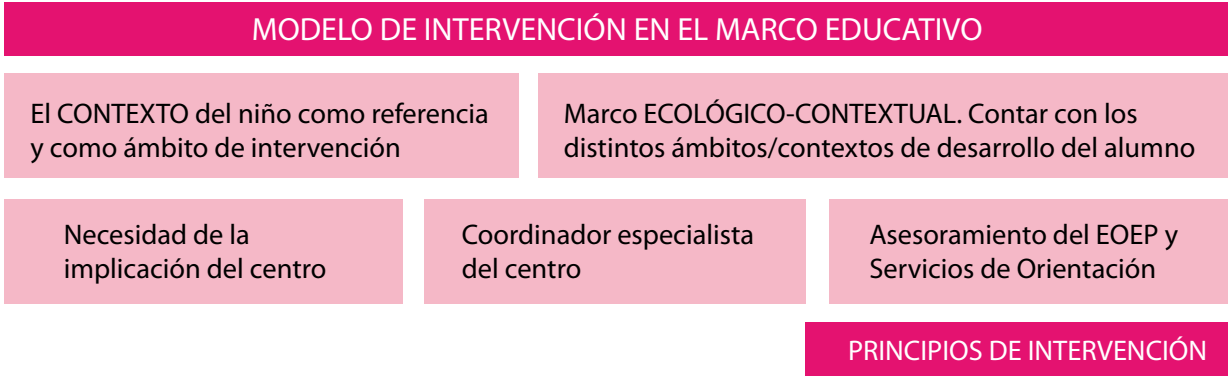 MODELO DE INTERVENCIÓN EN EL MARCO EDUCATIVO
El CONTEXTO del niño como referencia
y como ámbito de intervención
Marco ECOLÓGICO-CONTEXTUAL. Contar con los
distintos ámbitos/contextos de desarrollo del alumno
Necesidad de la
implicación del centro
Coordinador especialista
del centro
Asesoramiento del EOEP y
Servicios de Orientación
PRINCIPIOS DE INTERVENCIÓN